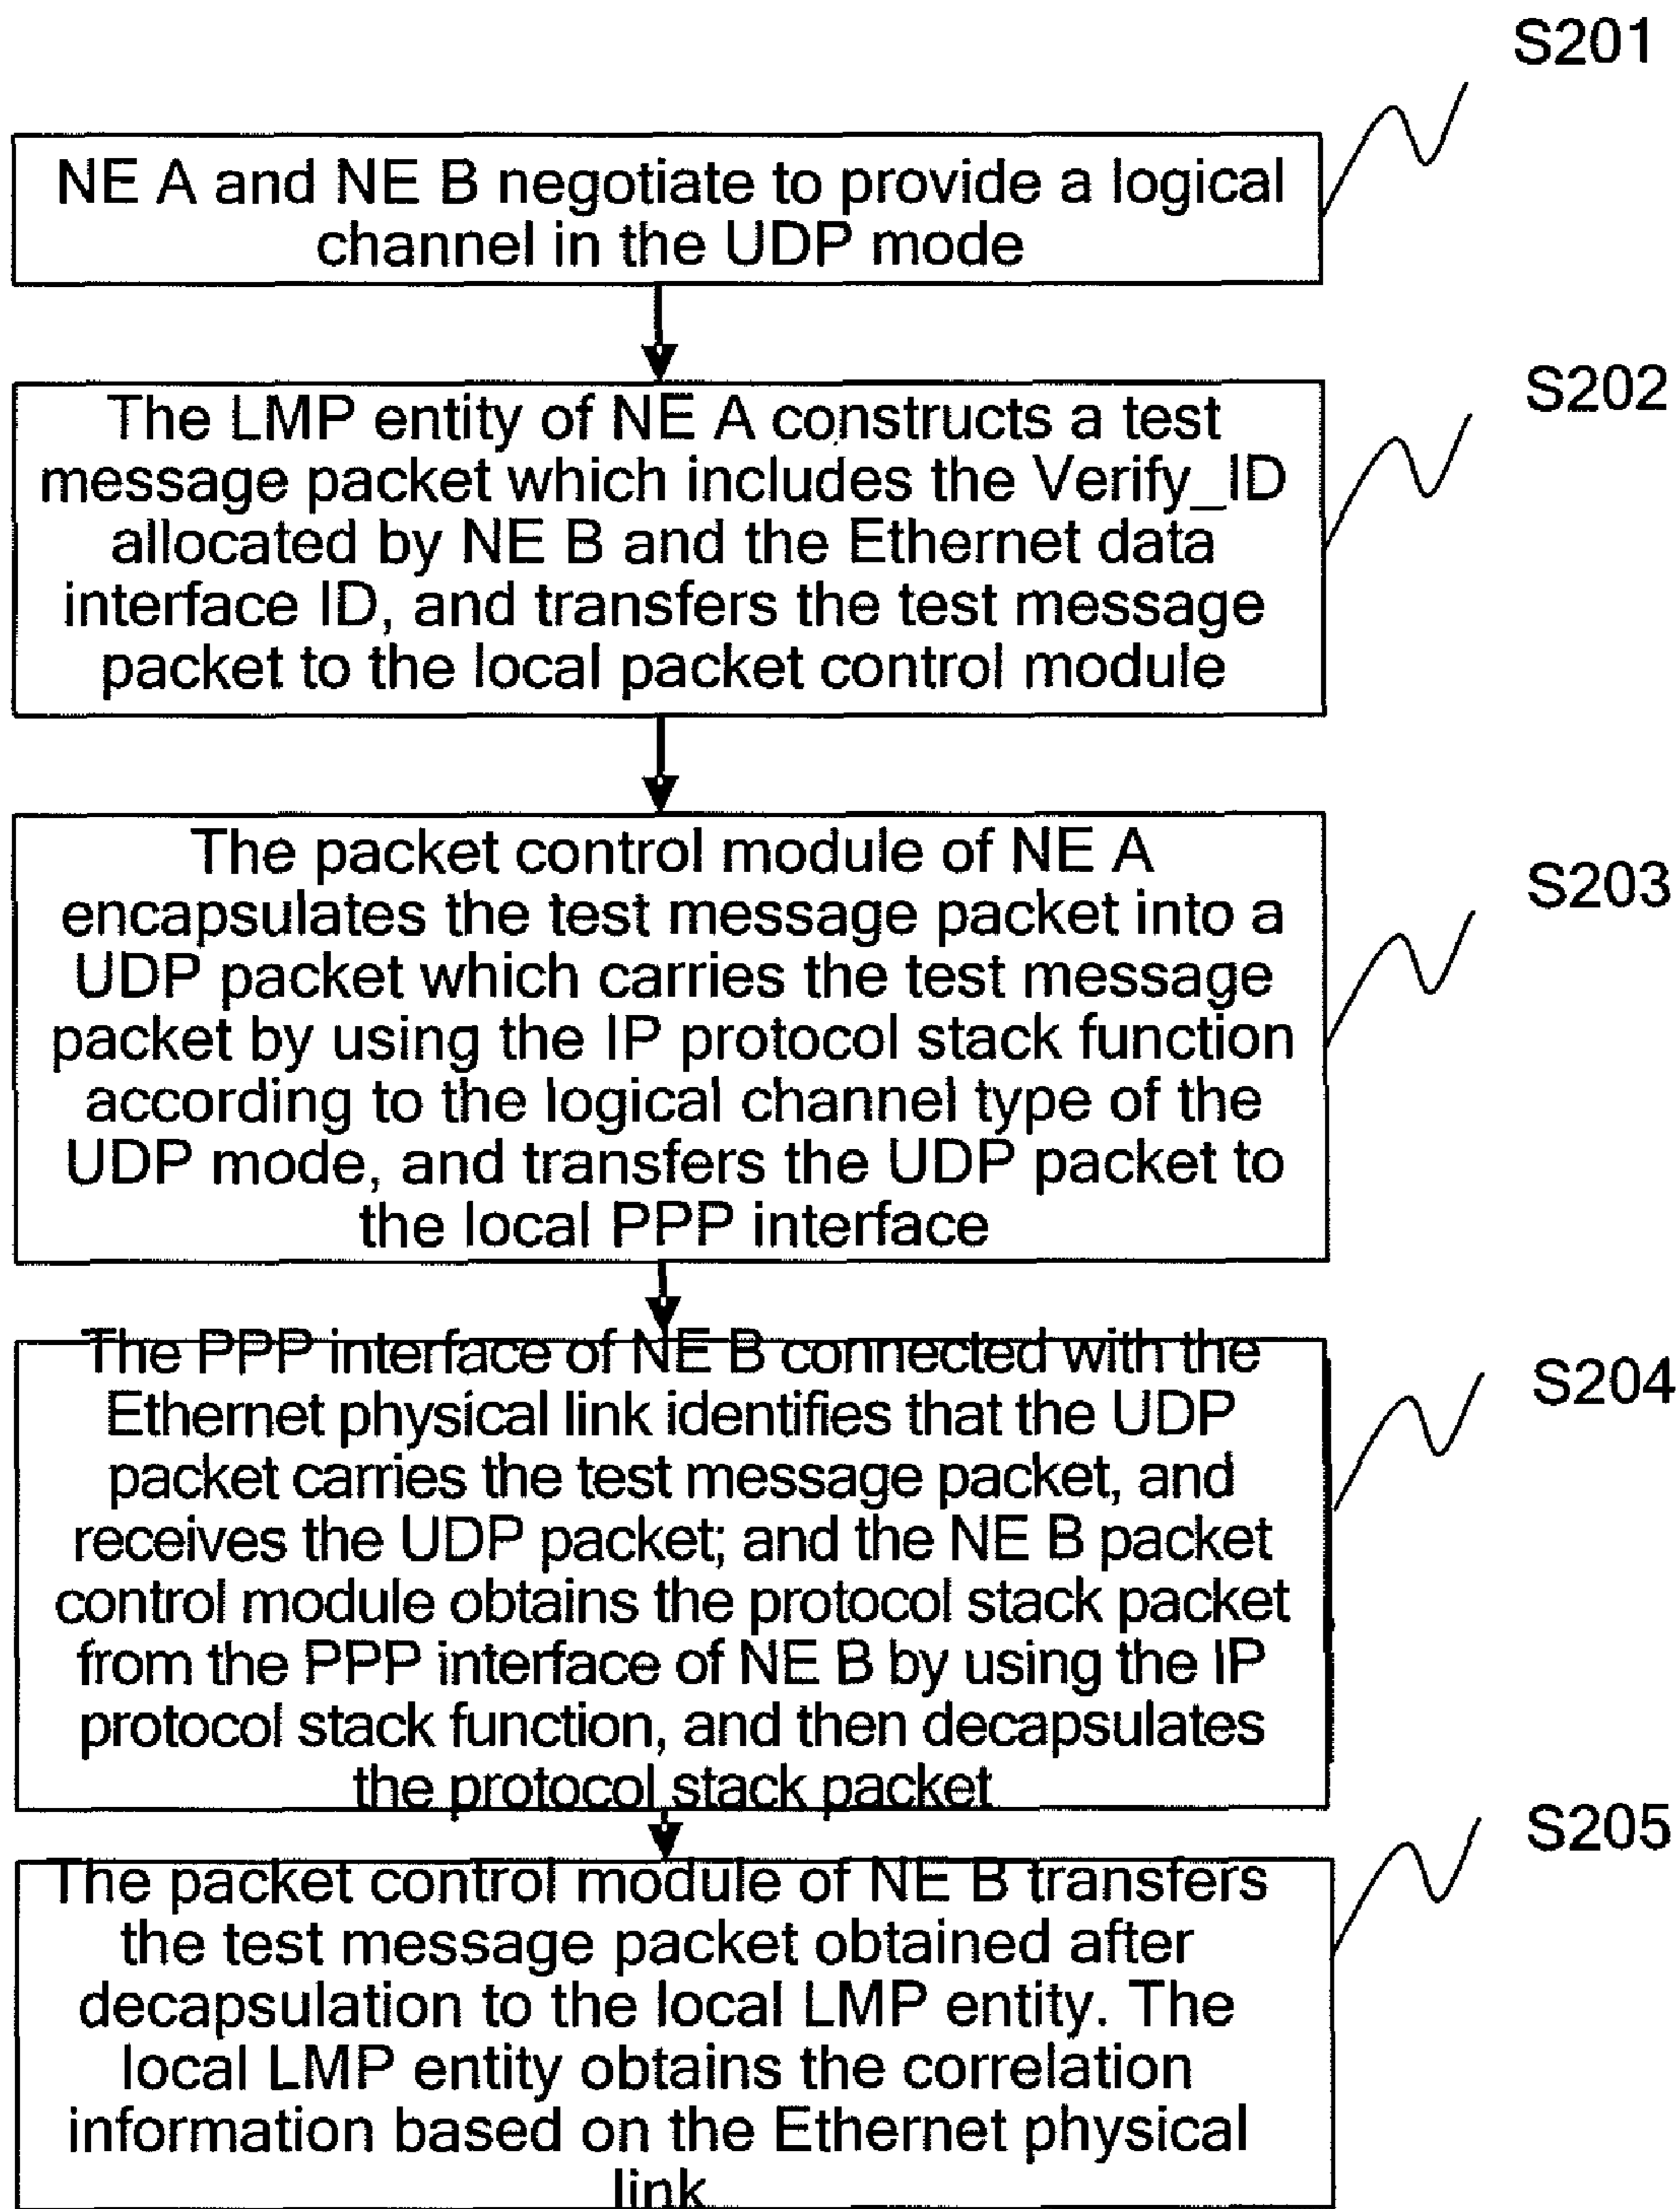 S201
NE A and NE B negotiate to provide a logical
channel in the UDP mode
S202
The LMP entity of NE A constructs a test
message packet which includes the Verify_ID
allocated by NE B and the Ethernet data
interface ID, and transfers the test message
packet to the local packet control module
S203
The packet control module of NE A
encapsulates the test message packet into a
UDP packet which carries the test message
packet by using the IP protocol stack function
according to the logical channel type of the
UDP mode, and transfers the UDP packet to
the local PPP interface
S204
The PPP interface of NE B connected with the
Ethernet physical link identifies that the UDP
packet carries the test message packet, and
receives the UDP packet; and the NE B packet
control module obtains the protocol stack packet
from the PPP interface of NE B by using the IP
protocol stack function, and then decapsulates
the protocol stack packet
S205
The packet control module of NE B transfers
the test message packet obtained after
decapsulation to the local LMP entity. The
local LMP entity obtains the correlation
information based on the Ethernet physical
link